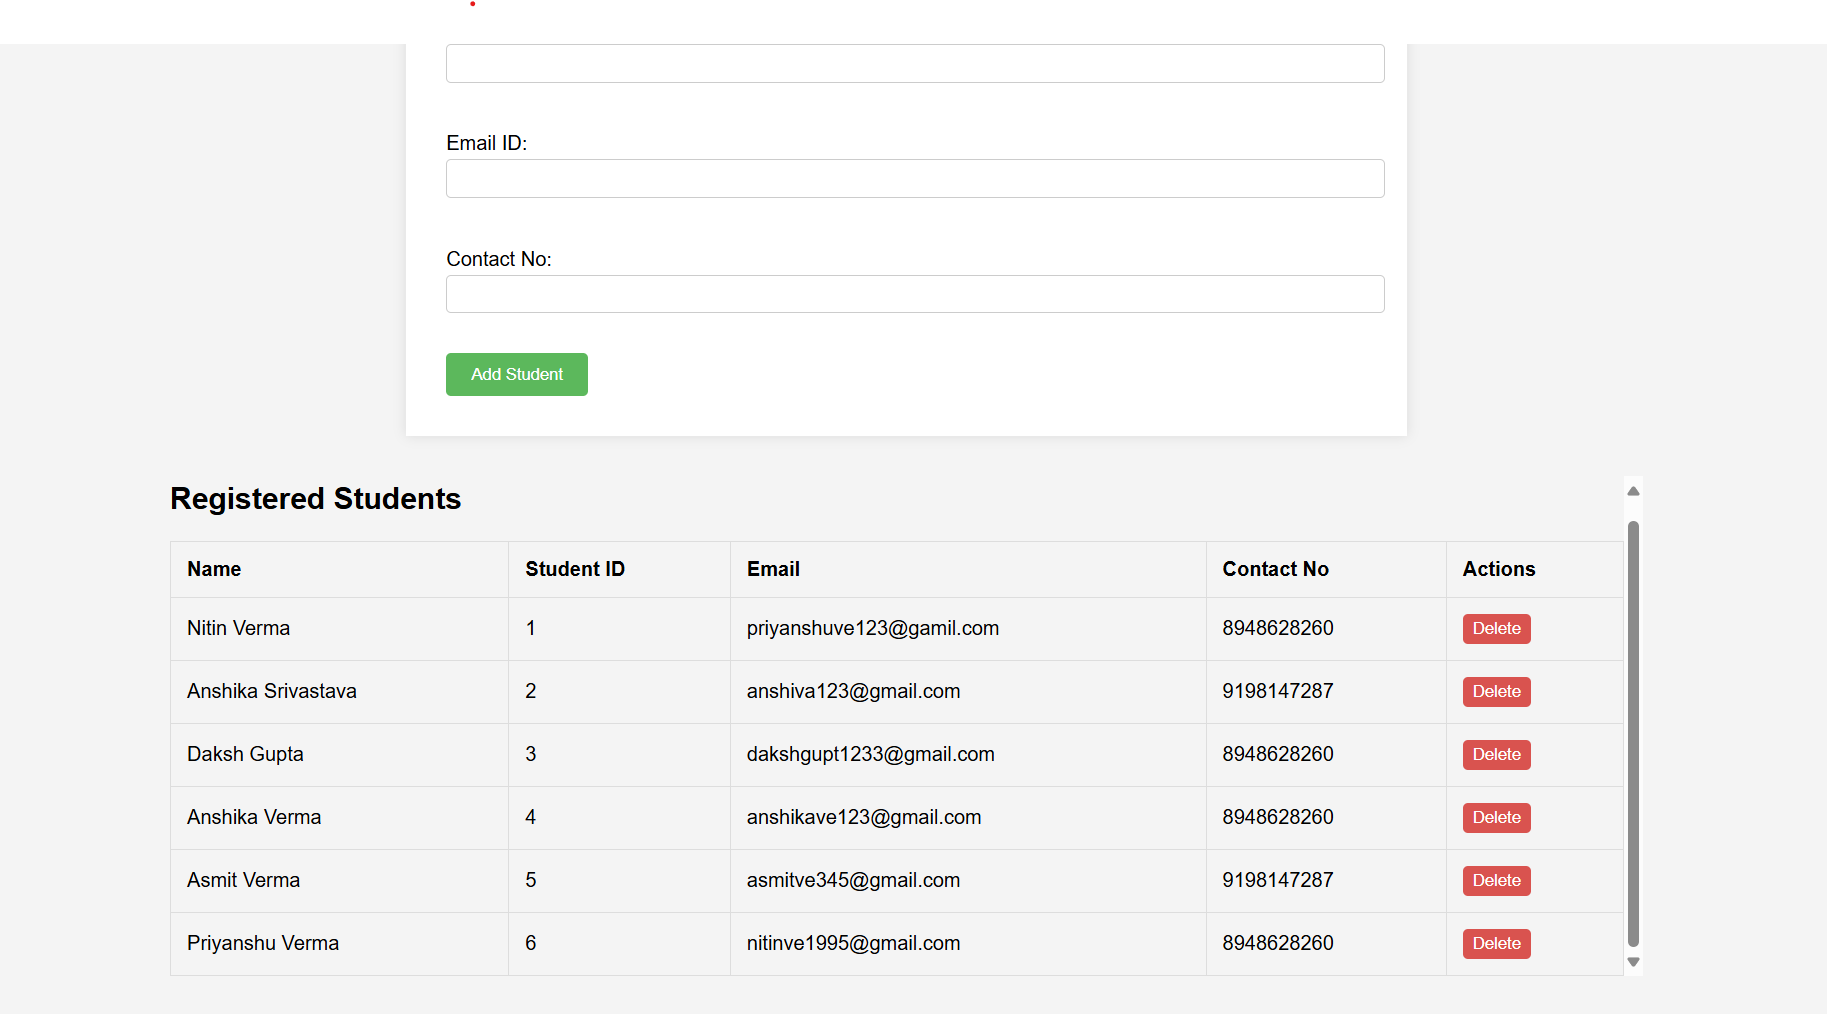 Email ID:
Contact No:
Add Student
Registered Students
Name Student ID Email Contact No Actions
Nitin Verma 1 priyanshuve123@gamil.com 8948628260 Delete
Anshika Srivastava 2 anshiva123@gmail.com 9198147287 Delete
Daksh Gupta 3 dakshgupt1233@gmail.com 8948628260 Delete
Anshika Verma 4 anshikave123@gmail.com 8948628260 Delete
Asmit Verma 5 asmitve345@gmail.com 9198147287 Delete
Priyanshu Verma 6 nitinve1995@gmail.com 8948628260 Delete